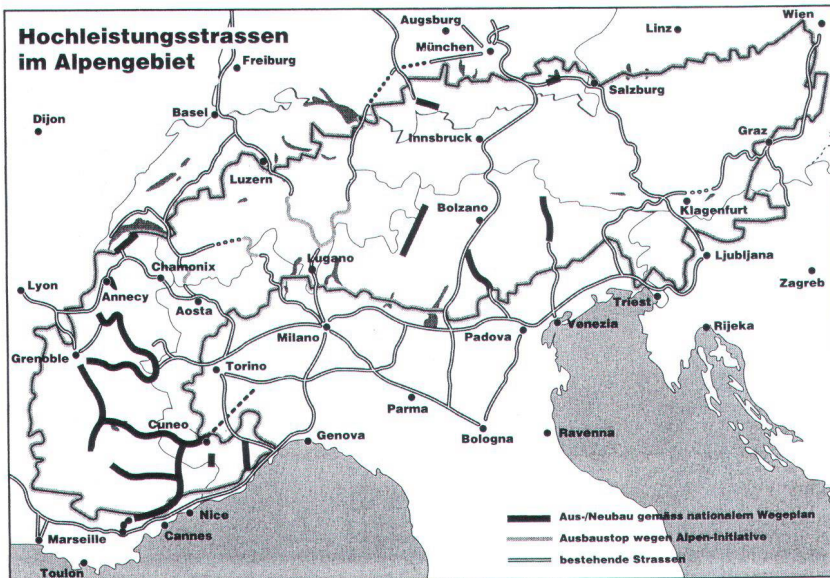 Hochleistungsstrassen
im Alpengebiet
Augsburg
München
Linz
Wien
Freiburg
Salzburg
Dijon
Basel
Innsbruck
Graz
Luzern
Bolzano
Klagenfurt
Lugano
Ljubljana
Lyon
Chamonix
Annecy
Aosta
Zagreb
Triest
Grenoble
Milano
Padova
Venezia
Rijeka
Torino
Parma
Cuneo
Genova
Bologna
Ravenna
Nice
Cannes
Marseille
Toulon
Aus-/Neubau gemäss nationalem Wegeplan
Ausbaustop wegen Alpen-Initiative
bestehende Strassen